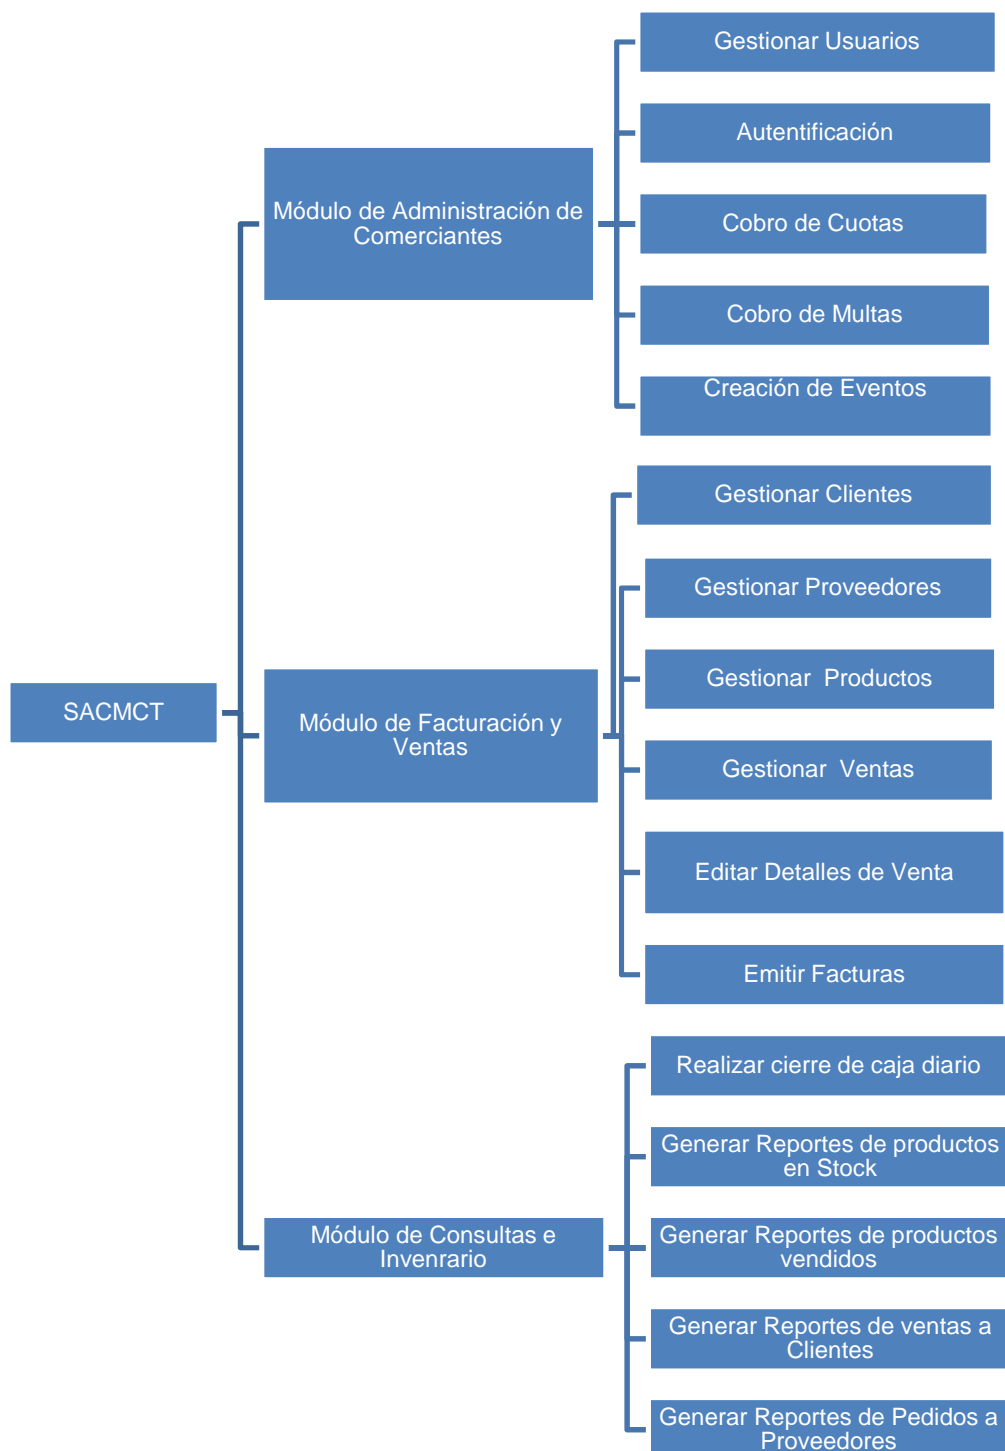 SACMCT
Módulo de Administración de
Comerciantes
Gestionar Usuarios
Autentificación
Cobro de Cuotas
Cobro de Multas
Creación de Eventos
Módulo de Facturación y
Ventas
Gestionar Clientes
Gestionar Proveedores
Gestionar  Productos
Gestionar  Ventas
Editar Detalles de Venta
Emitir Facturas
Módulo de Consultas e
Invenrario
Realizar cierre de caja diario
Generar Reportes de productos
en Stock
Generar Reportes de productos
vendidos
Generar Reportes de ventas a
Clientes
Generar Reportes de Pedidos a
Proveedores